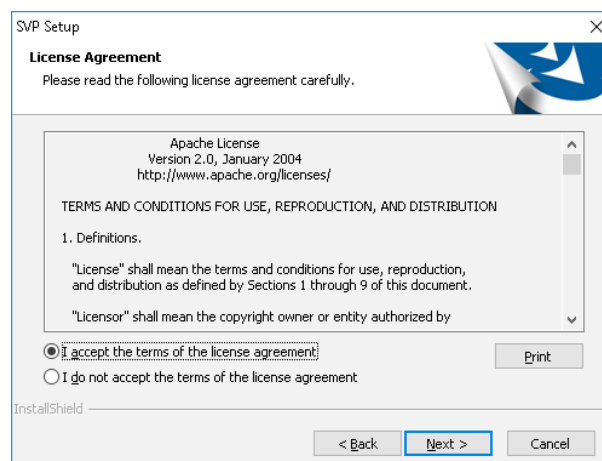 SVP Setup
License Agreement
Please read the following license agreement carefully.
Apache License
Version 2.0, January 2004
http://www.apache.org/licenses/
TERMS AND CONDITIONS FOR USE, REPRODUCTION, AND DISTRIBUTION
1. Definitions.
"License" shall mean the terms and conditions for use, reproduction,
and distribution as defined by Sections 1 through 9 of this document.
"Licensor" shall mean the copyright owner or entity authorized by
I accept the terms of the license agreement
Print
I do not accept the terms of the license agreement
InstallShield
< Back
Next >
Cancel